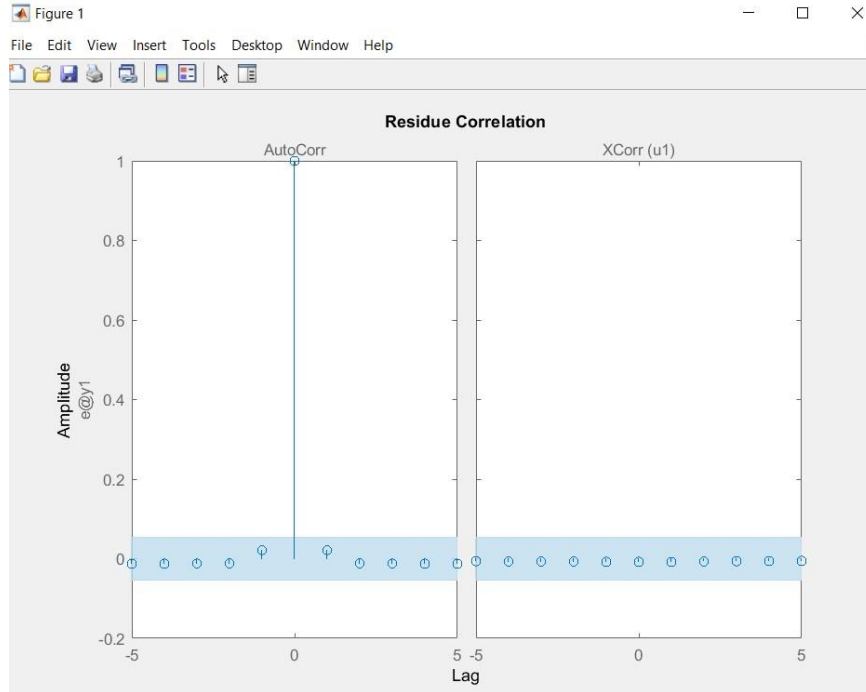 Figure 1
File Edit View Insert Tools Desktop Window Help
Residue Correlation
AutoCorr
XCorr (u1)
1
0.8
0.6
0.4
0.2
0
-0.2
Amplitude
e@y1
-5 0 5 -5 0 5
Lag